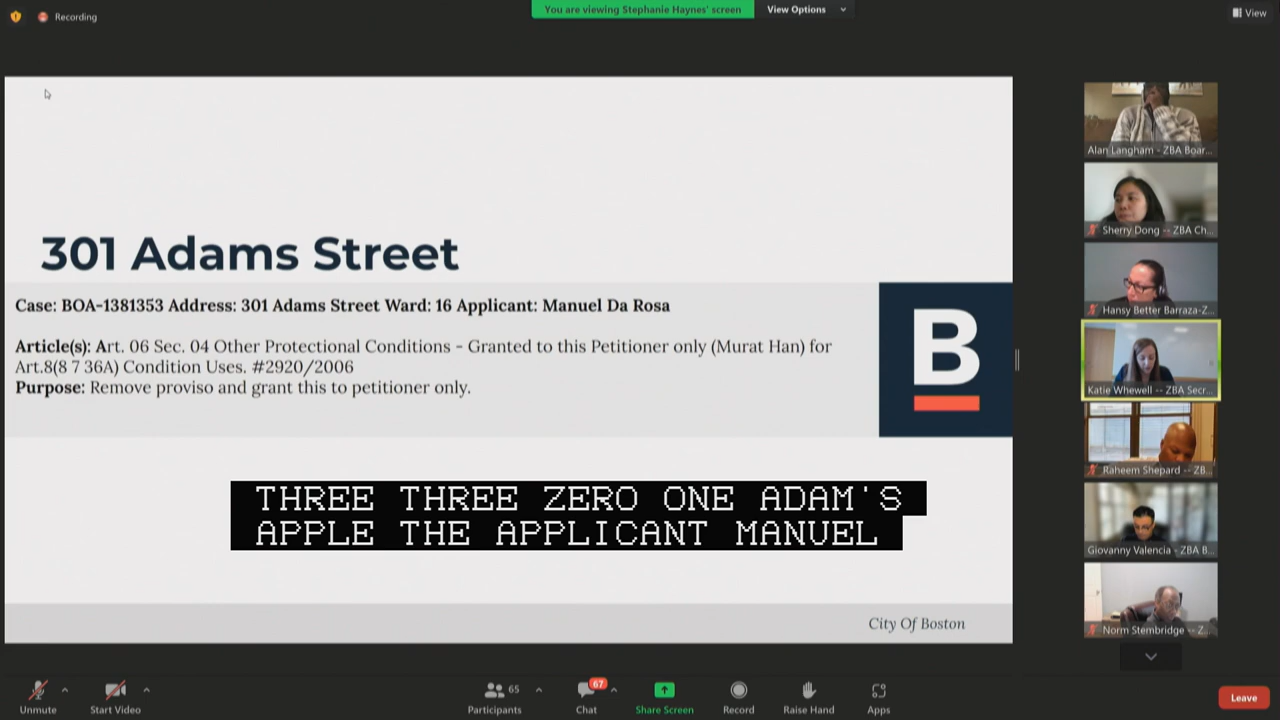 Recording
You are viewing Stephanie Haynes' screen
View Options
View
301 Adams Street
Case: BOA-1381353 Address: 301 Adams Street Ward: 16 Applicant: Manuel Da Rosa
Article(s): Art. 06 Sec. 04 Other Protectional Conditions - Granted to this Petitioner only (Murat Han) for
Art.8(8 7 36A) Condition Uses. #2920/2006
Purpose: Remove proviso and grant this to petitioner only.
B
THREE THREE ZERO ONE ADAM'S
APPLE THE APPLICANT MANUEL
City Of Boston
Alan Langham - ZBA Boar...
Sherry Dong -- ZBA Ch...
Hansy Better Barraza-Z...
Katie Whewell -- ZBA Secr...
Raheem Shepard -- ZB...
Giovanny Valencia - ZBA B...
Norm Stembridge -- Z...
Unmute
Start Video
65
Participants
67
Chat
Share Screen
Record
Raise Hand
Apps
Leave